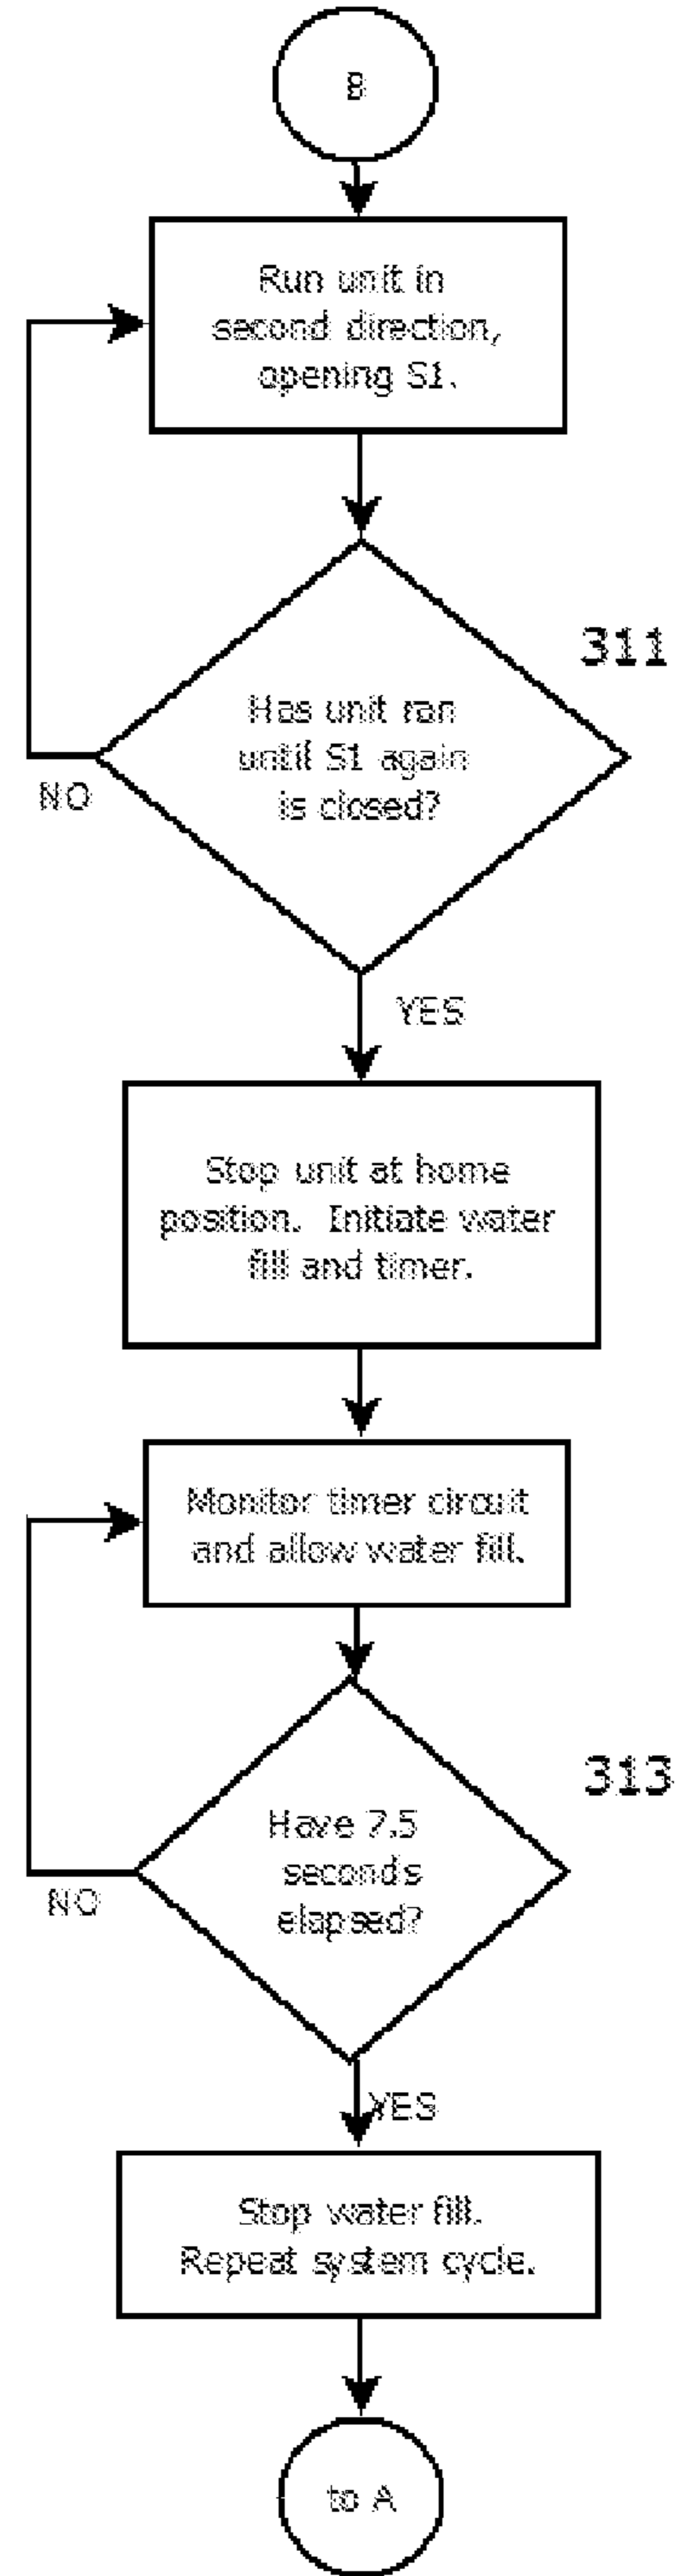 B
Run unit in
second direction,
opening S1.
311
Has unit ran
until S1 again
is closed?
NO
YES
Stop unit at home
position. Initiate water
fill and timer.
Monitor timer circuit
and allow water fill.
313
Have 7.5
seconds
elapsed?
NO
YES
Stop water fill.
Repeat system cycle.
to A